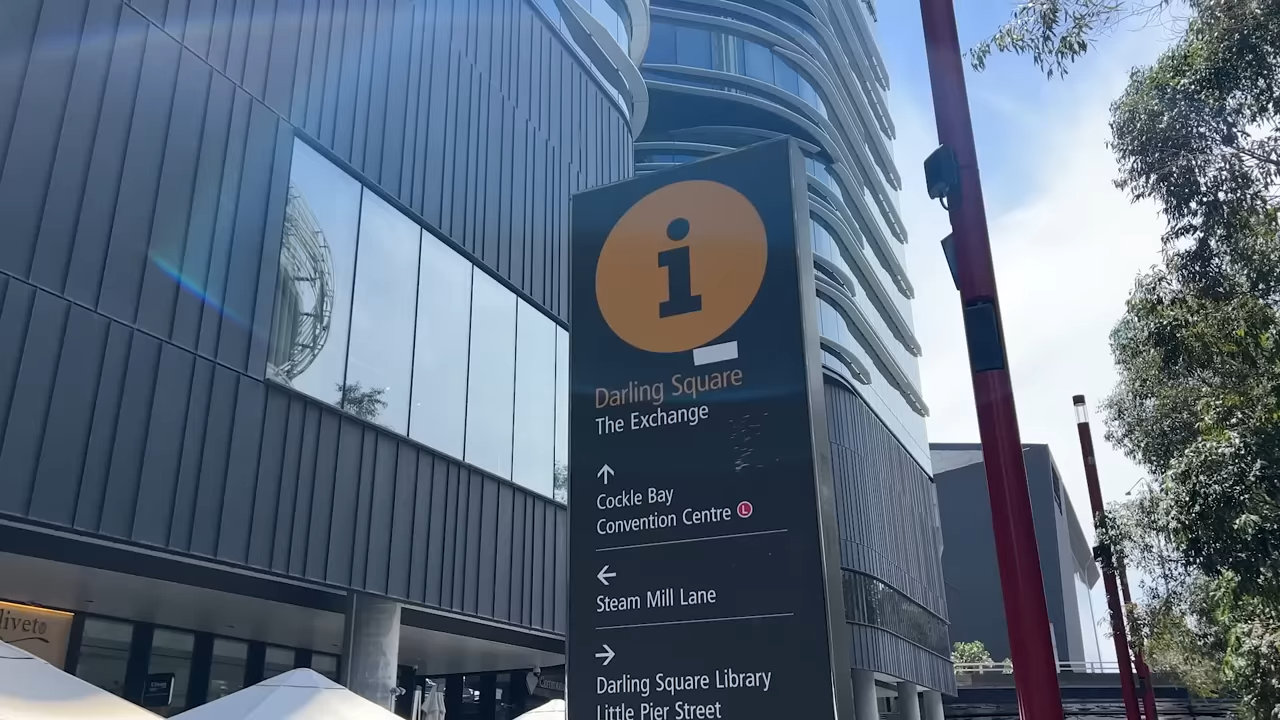 i
Darling Square
The Exchange
↑
Cockle Bay
Convention Centre L
←
Steam Mill Lane
→
Darling Square Library
Little Pier Street